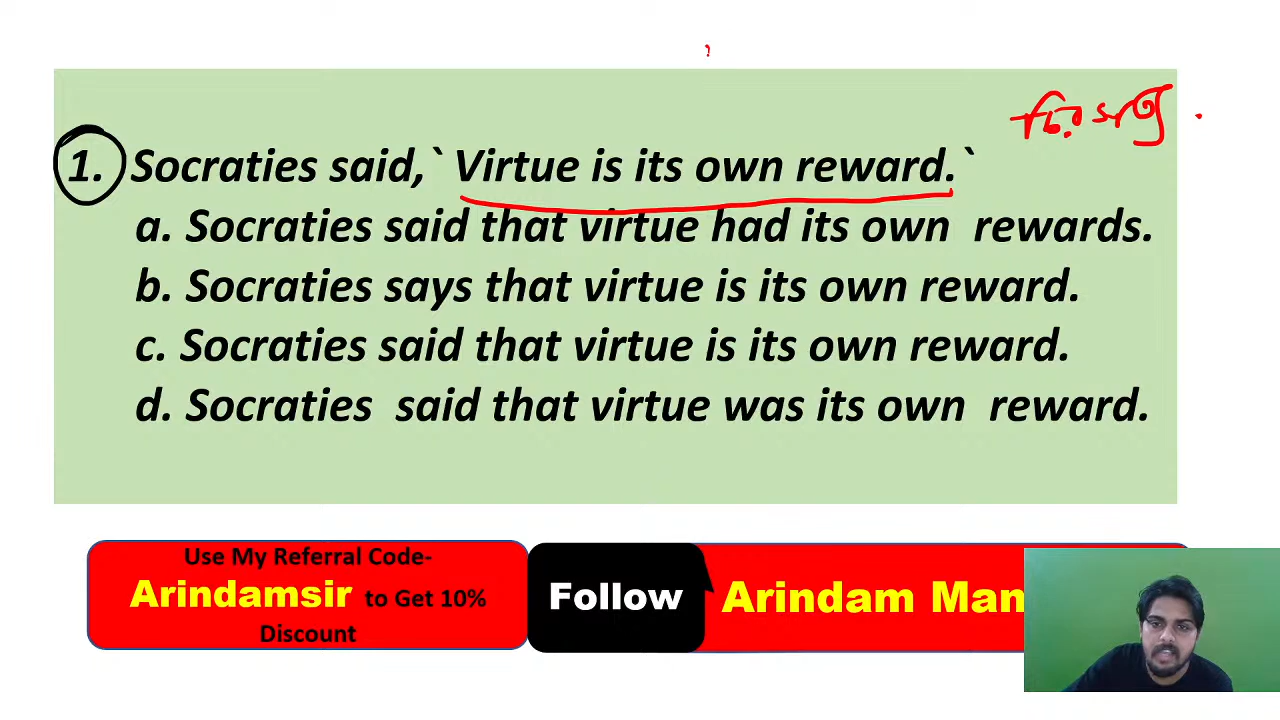 চিরসত্য
1. Socraties said,` Virtue is its own reward.`
a. Socraties said that virtue had its own rewards.
b. Socraties says that virtue is its own reward.
c. Socraties said that virtue is its own reward.
d. Socraties said that virtue was its own reward.
Use My Referral Code-
Arindamsir to Get 10%
Discount
Follow
Arindam Man